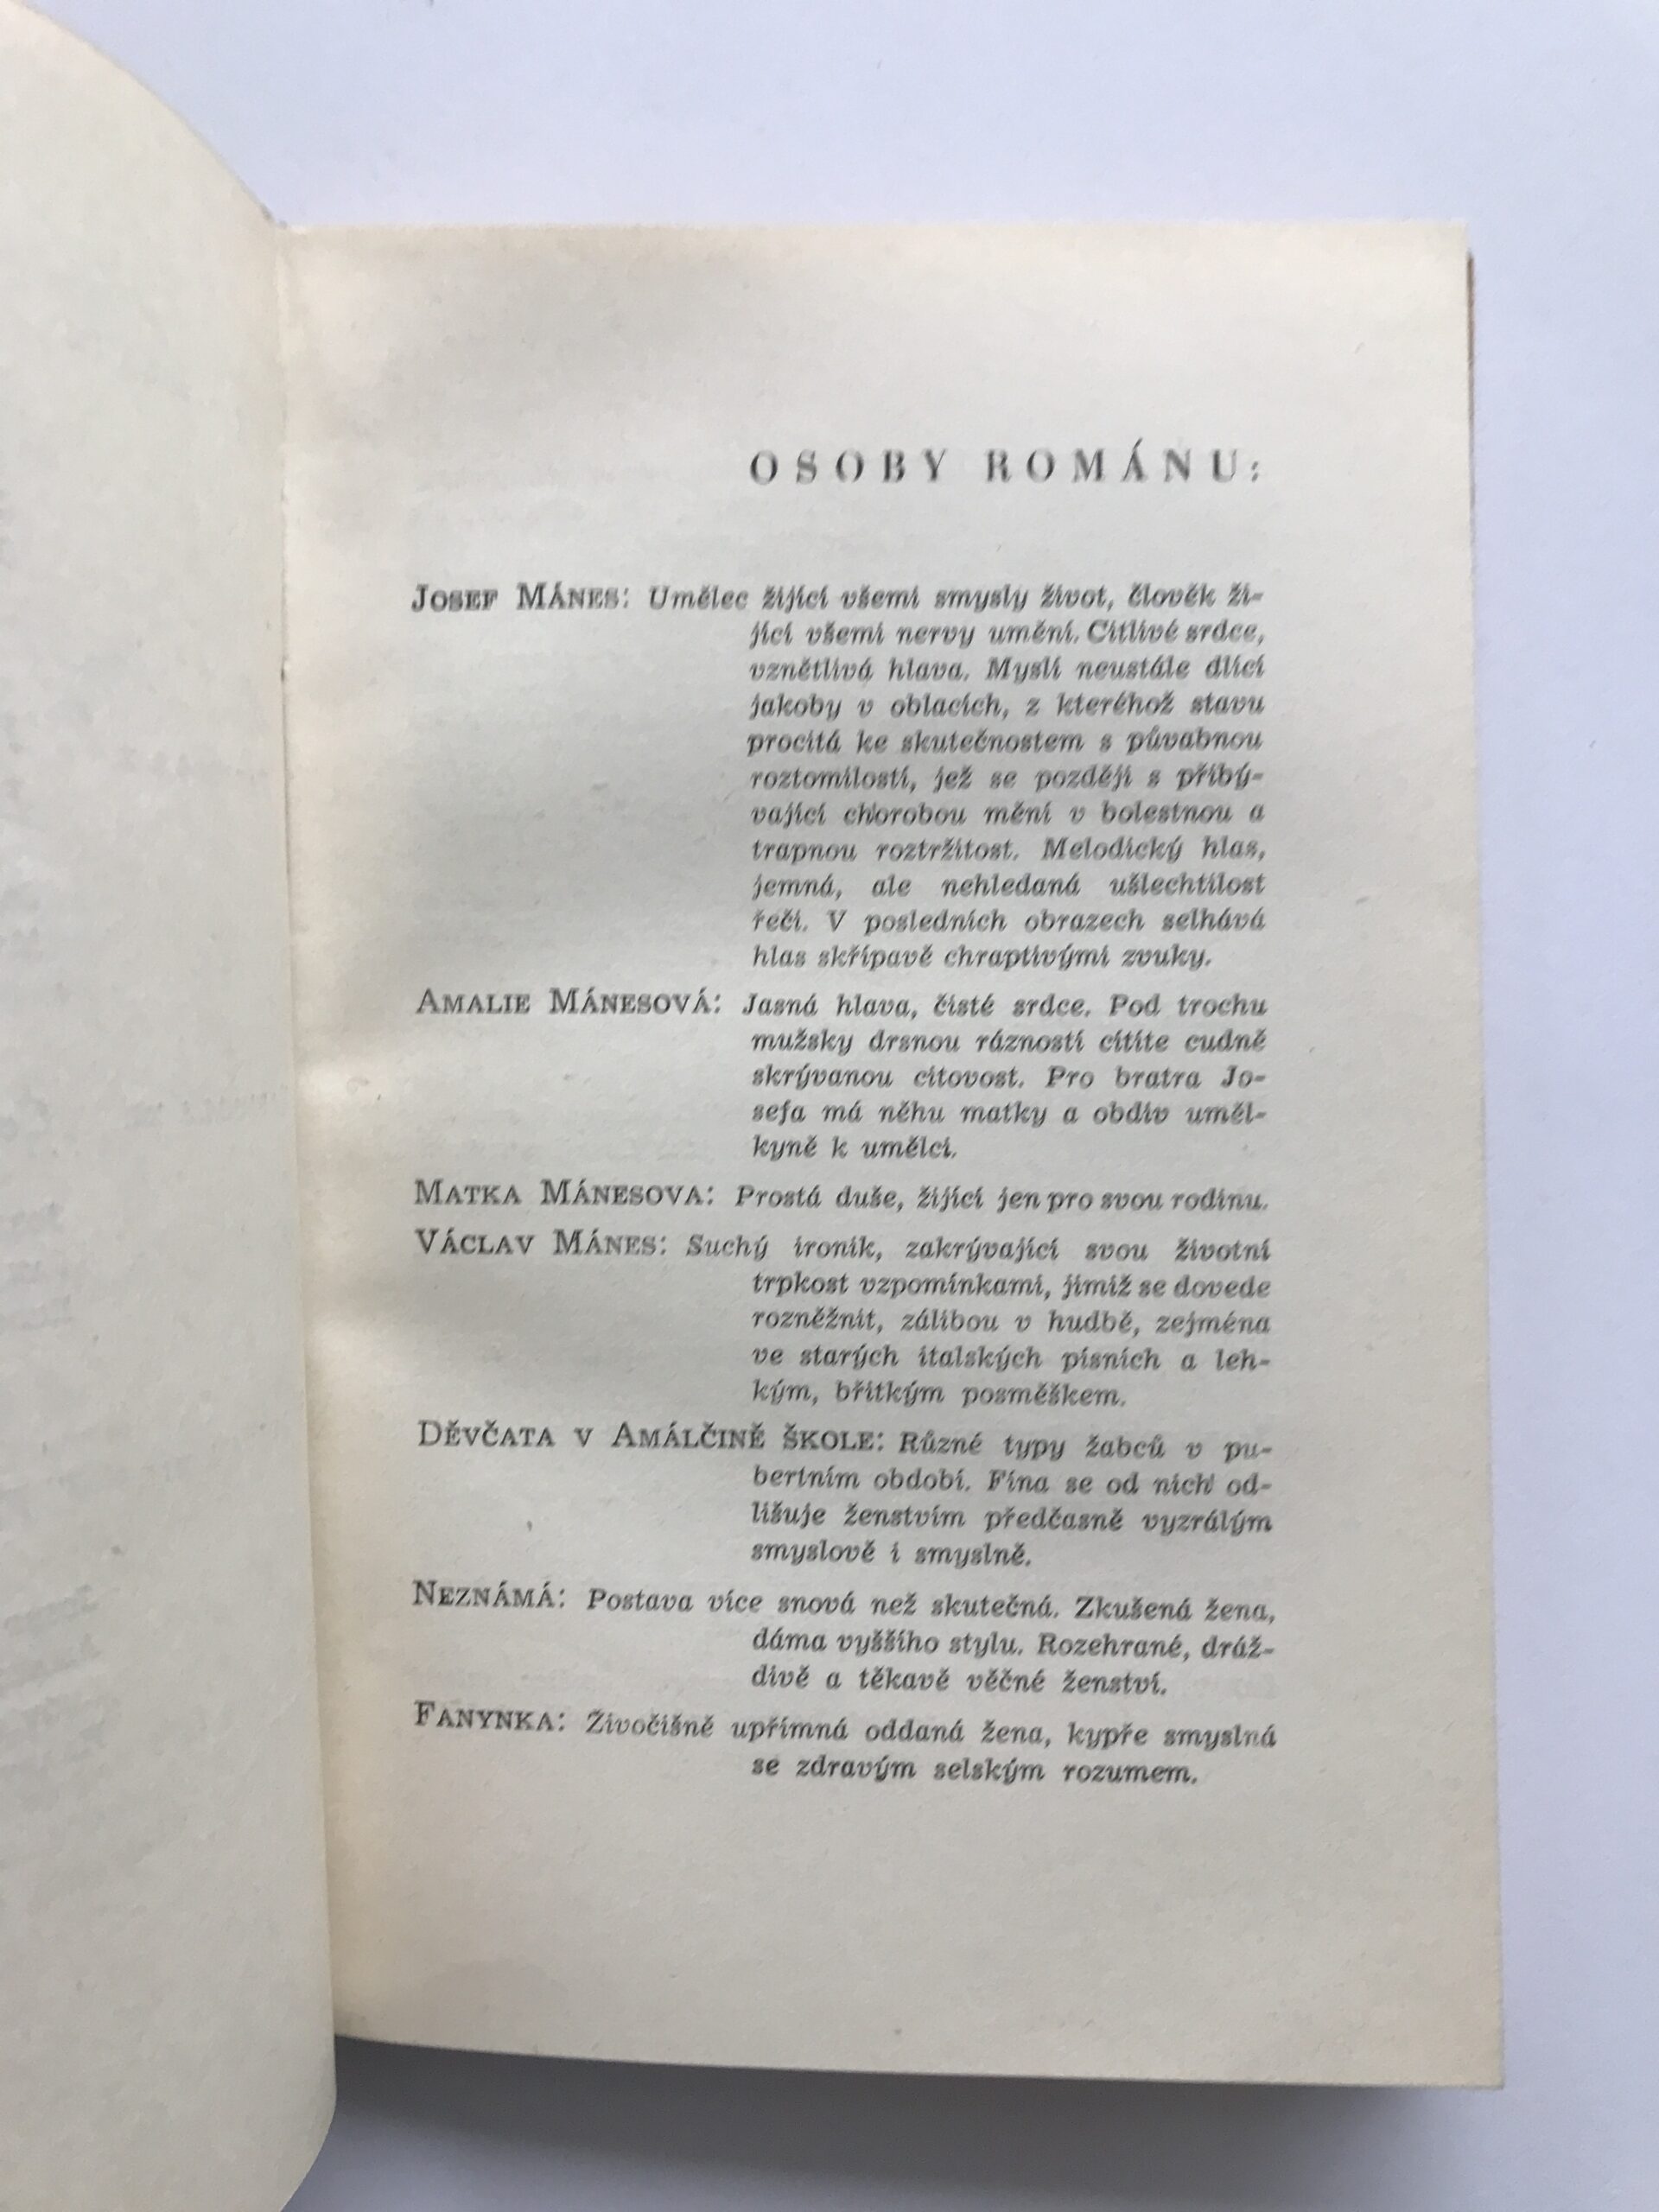 OSOBY ROMÁNU:
JOSEF MÁNES: Umělec žijící všemi smysly život, člověk ži-
jící všemi nervy umění. Citlivé srdce,
vznětlivá hlava. Myslí neustále dlící
jakoby v oblacích, z kteréhož stavu
procitá ke skutečnostem s půvabnou
roztomilostí, jež se později s přibý-
vající chorobou mění v bolestnou a
trapnou roztržitost. Melodický hlas,
jemná, ale nehledaná ušlechtilost
řeči. V posledních obrazech selhává
hlas skřípavě chraptivými zvuky.
AMALIE MÁNESOVÁ: Jasná hlava, čisté srdce. Pod trochu
mužsky drsnou rázností cítíte cudně
skrývanou citovost. Pro bratra Jo-
sefa má něhu matky a obdiv uměl-
kyně k umělci.
MATKA MÁNESOVA: Prostá duše, žijící jen pro svou rodinu.
VÁCLAV MÁNES: Suchý ironik, zakrývající svou životní
trpkost vzpomínkami, jimiž se dovede
rozněžnit, zálibou v hudbě, zejména
ve starých italských písních a leh-
kým, břitkým posměškem.
DĚVČATA V AMÁLČINĚ ŠKOLE: Různé typy žabců v pu-
bertním období. Fina se od nich od-
lišuje ženstvím předčasně vyzrálým
smyslově i smyslně.
NEZNÁMÁ: Postava více snová než skutečná. Zkušená žena,
dáma vyššího stylu. Rozehrané, dráž-
divě a těkavě věčné ženství.
FANYNKA: Živočišně upřímná oddaná žena, kypře smyslná
se zdravým selským rozumem.